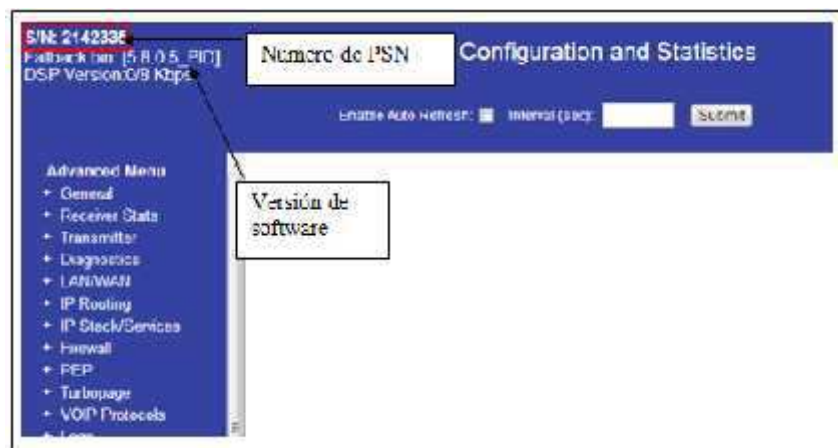 S/N: 2142335
Fallback bin: [5.8.0.5_PID]
DSP Version:0/8 Kbps
Número de PSN
Configuration and Statistics
Enable Auto Refresh: Interval (sec): Submit
Advanced Menu
+ General
+ Receiver Stats
+ Transmitter
+ Diagnostics
+ LAN/WAN
+ IP Routing
+ IP Stack/Services
+ Firewall
+ PEP
+ Turbopage
+ VOIP Protocols
Versión de
software